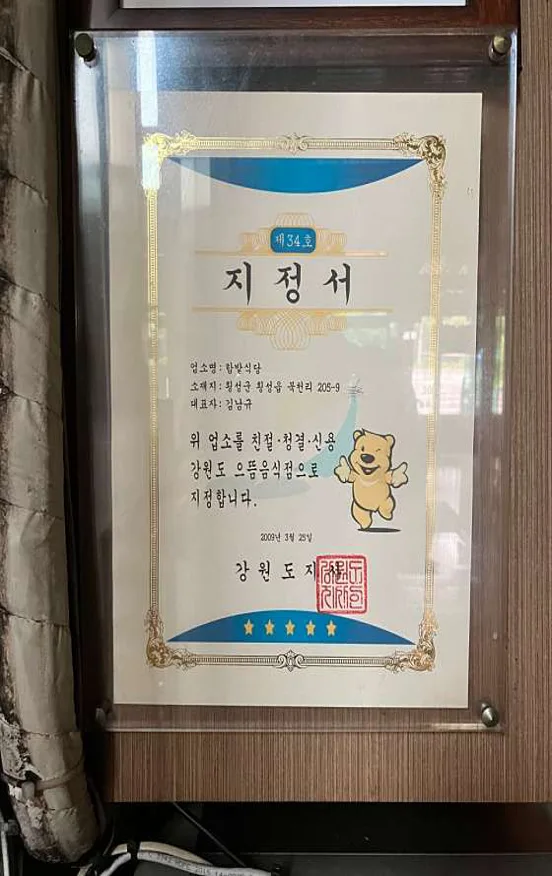 제34호
지정서
업소명 : 함밭식당
소재지 : 횡성군 횡성읍 묵천리 205-9
대표자 : 김남규
위 업소를 친절·청결·신용
강원도 으뜸음식점으로
지정합니다.
2009년 3월 25일
강원도지사